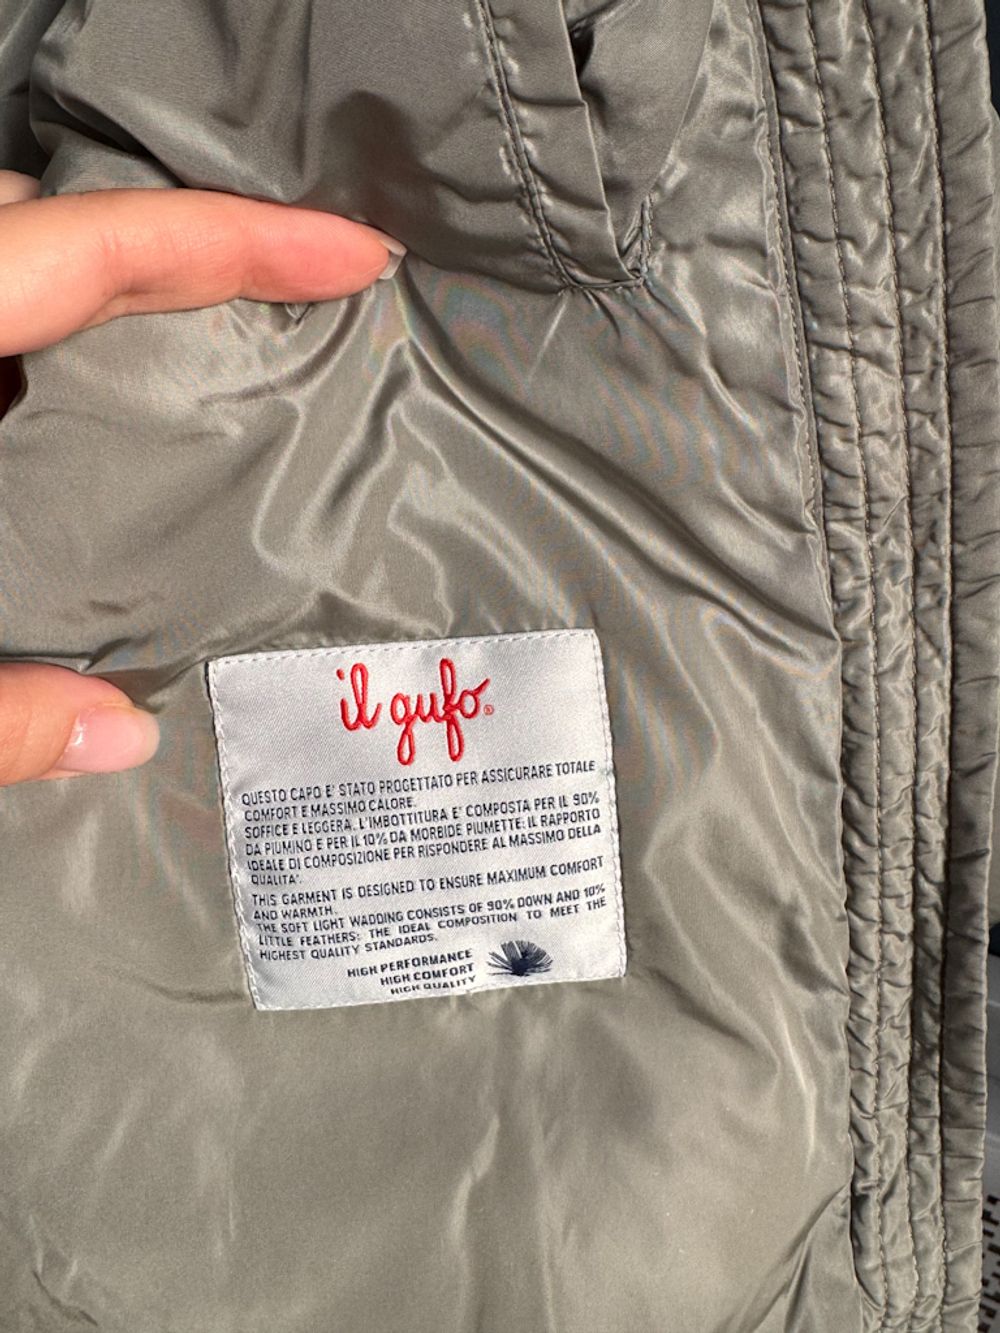 il gufo®
QUESTO CAPO E' STATO PROGETTATO PER ASSICURARE TOTALE
COMFORT E MASSIMO CALORE.
SOFFICE E LEGGERA, L'IMBOTTITURA E' COMPOSTA PER IL 90%
DA PIUMINO E PER IL 10% DA MORBIDE PIUMETTE: IL RAPPORTO
IDEALE DI COMPOSIZIONE PER RISPONDERE AL MASSIMO DELLA
QUALITA'.
THIS GARMENT IS DESIGNED TO ENSURE MAXIMUM COMFORT
AND WARMTH.
THE SOFT LIGHT WADDING CONSISTS OF 90% DOWN AND 10%
LITTLE FEATHERS: THE IDEAL COMPOSITION TO MEET THE
HIGHEST QUALITY STANDARDS.
HIGH PERFORMANCE
HIGH COMFORT
HIGH QUALITY